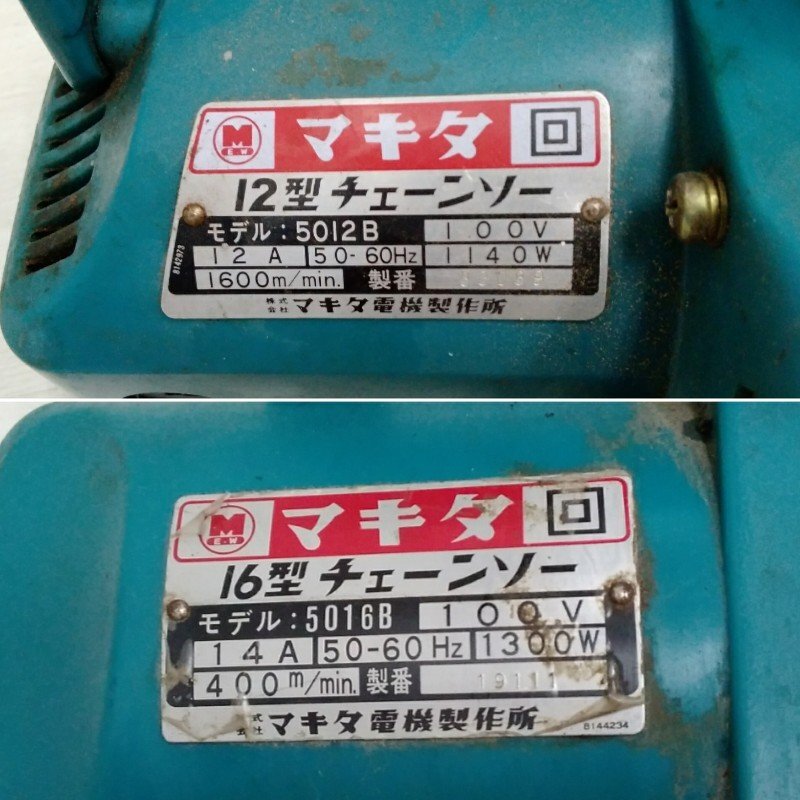 M
E.W
マキタ
12型 チェーンソー
モデル: 5012B 100V
12A 50-60Hz 1140W
1600m/min. 製番
株式会社 マキタ電機製作所
8142973
M
E.W
マキタ
16型 チェーンソー
モデル: 5016B 100V
14A 50-60Hz 1300W
400m/min. 製番 19111
式会社 マキタ電機製作所
8144234